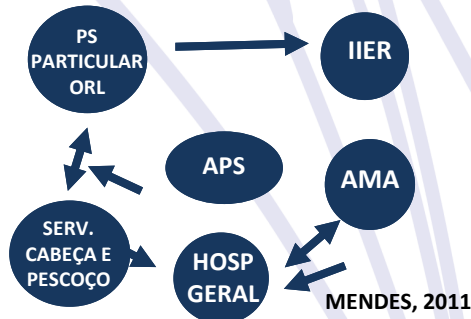 PS
PARTICULAR
ORL
IIER
APS
AMA
SERV.
CABEÇA E
PESCOÇO
HOSP
GERAL
MENDES, 2011